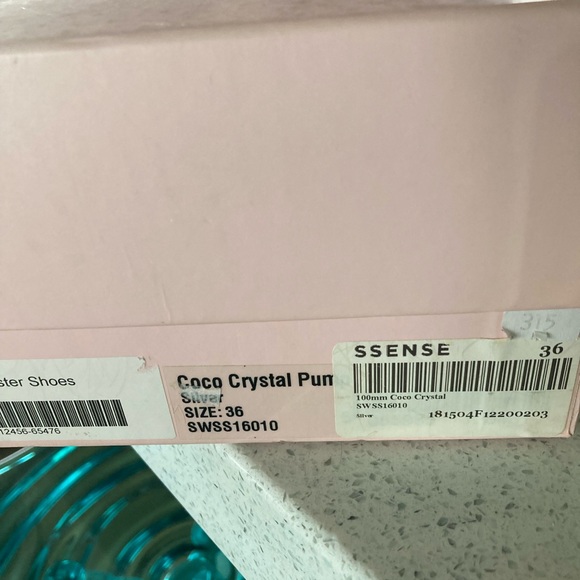 315
SSENSE 36
100mm Coco Crystal
SWSS16010
Silver 181504F12200203
Coco Crystal Pum
Silver
SIZE: 36
SWSS16010
ster Shoes
12456-65476